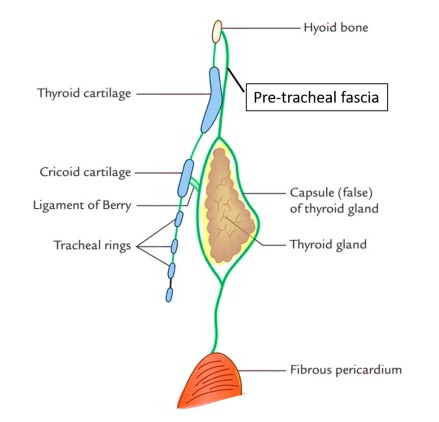 Hyoid bone
Thyroid cartilage
Pre-tracheal fascia
Cricoid cartilage
Capsule (false)
of thyroid gland
Ligament of Berry
Tracheal rings
Thyroid gland
Fibrous pericardium